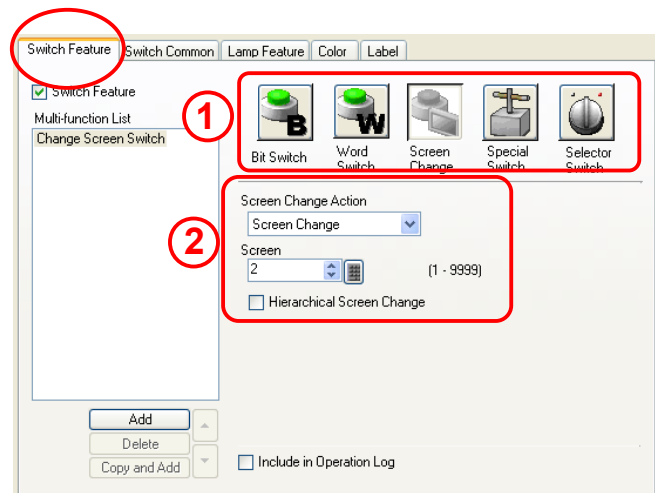 Switch Feature
Switch Common
Lamp Feature
Color
Label
Switch Feature
Multi-function List
Change Screen Switch
1
B
W
Bit Switch
Word
Switch
Screen
Change
Special
Switch
Selector
Switch
2
Screen Change Action
Screen Change
Screen
2
(1 - 9999)
Hierarchical Screen Change
Add
Delete
Copy and Add
Include in Operation Log